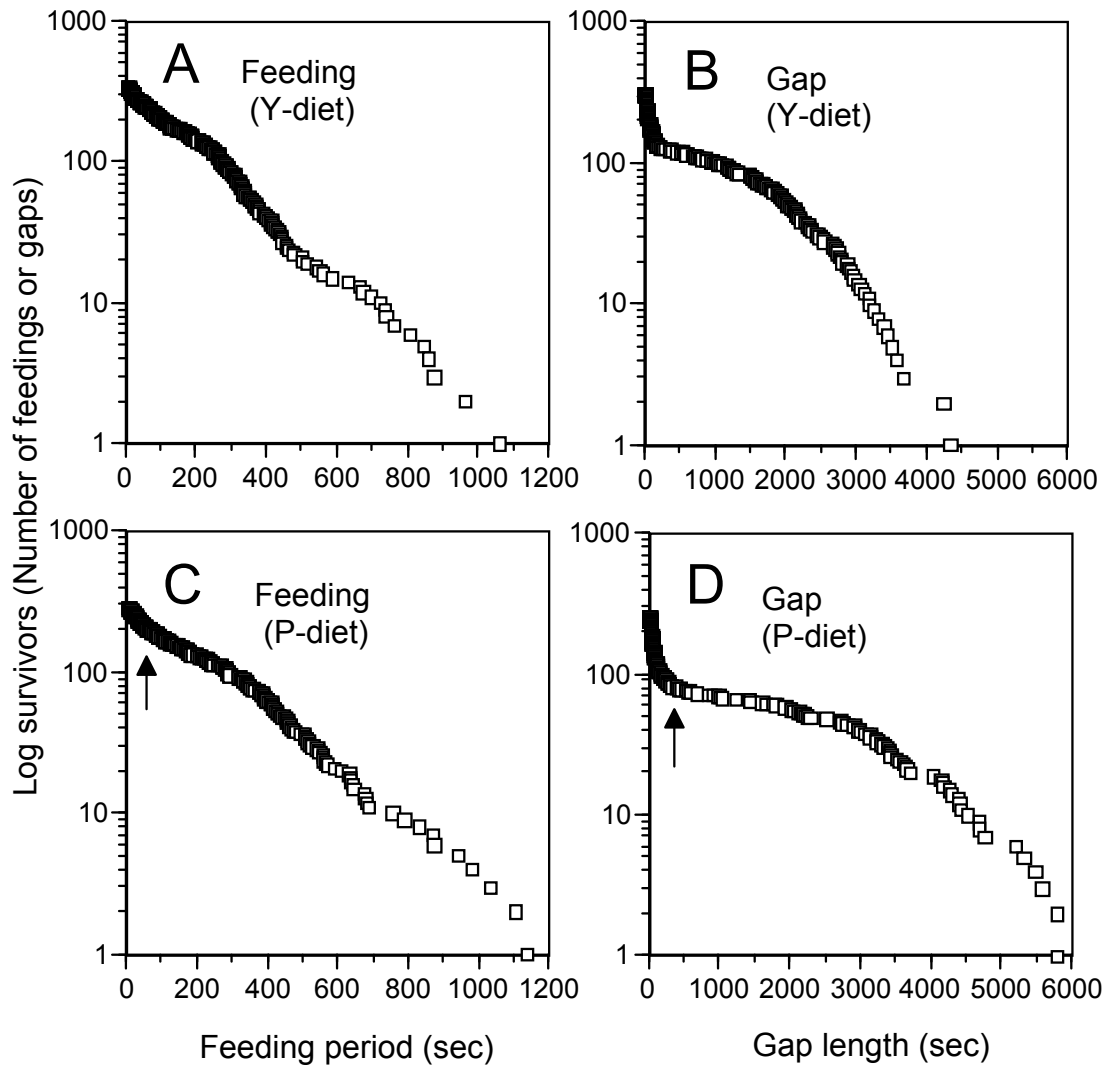 Log survivors (Number of feedings or gaps)
1000
100
10
1
A
Feeding
(Y-diet)
0 200 400 600 800 1000 1200
1000
100
10
1
B
Gap
(Y-diet)
0 1000 2000 3000 4000 5000 6000
1000
100
10
1
C
Feeding
(P-diet)
0 200 400 600 800 1000 1200
Feeding period (sec)
1000
100
10
1
D
Gap
(P-diet)
0 1000 2000 3000 4000 5000 6000
Gap length (sec)